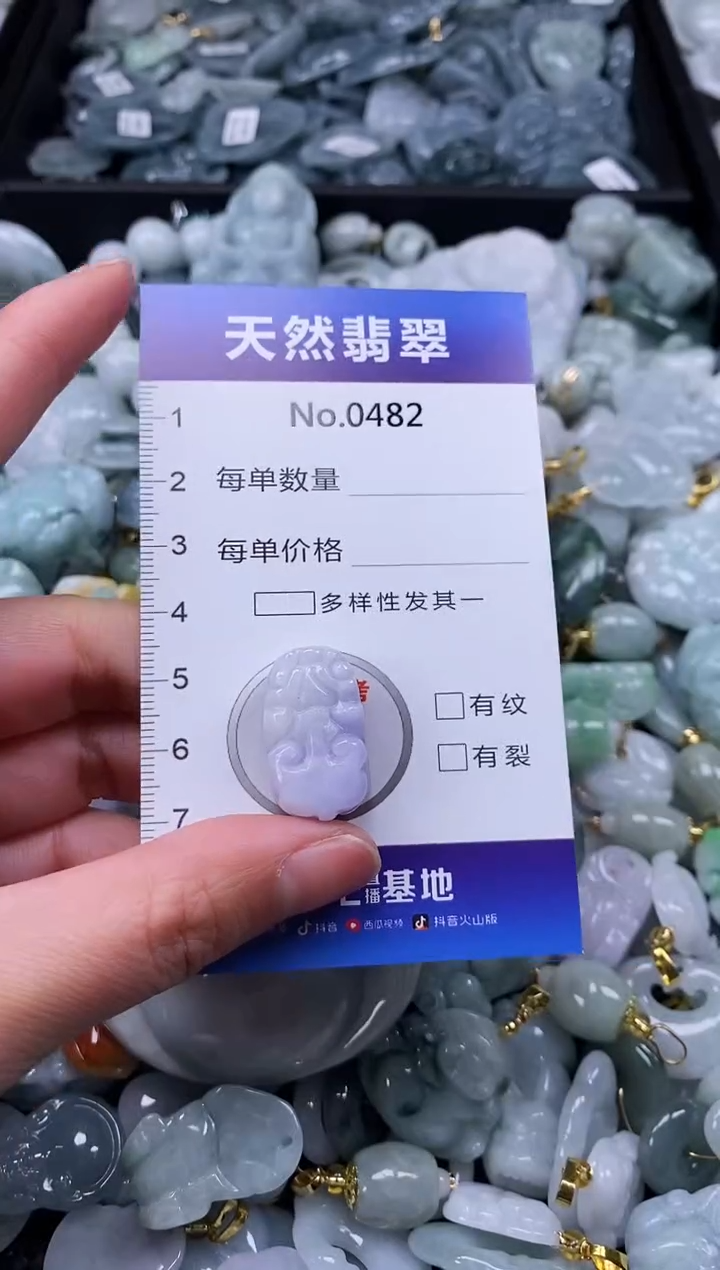 天然翡翠
No.0482
1
2
3
4
5
6
7
每单数量
每单价格
多样性发其一
考
有纹
有裂
播基地
抖音 西瓜视频 抖音火山版